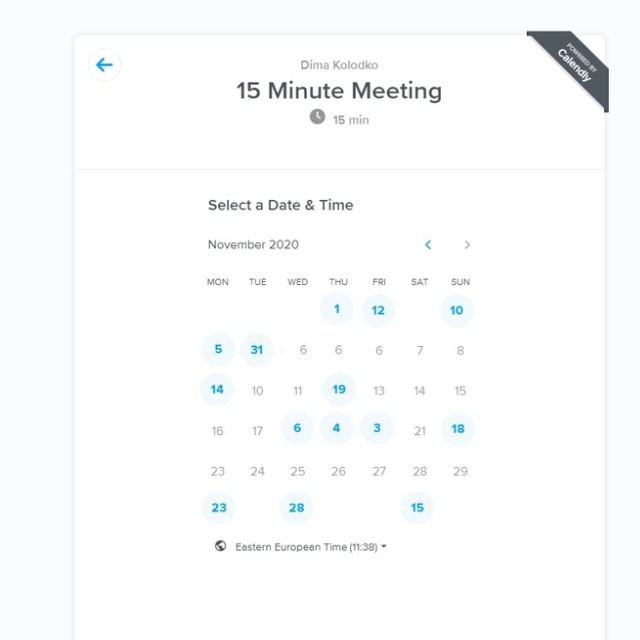 Dima Kolodko
15 Minute Meeting
15 min
POWERED BY
Calendly
Select a Date & Time
November 2020
MON TUE WED THU FRI SAT SUN
1 12 10
5 31 6 6 6 7 8
14 10 11 19 13 14 15
16 17 6 4 3 21 18
23 24 25 26 27 28 29
23 28 15
Eastern European Time (11:38)